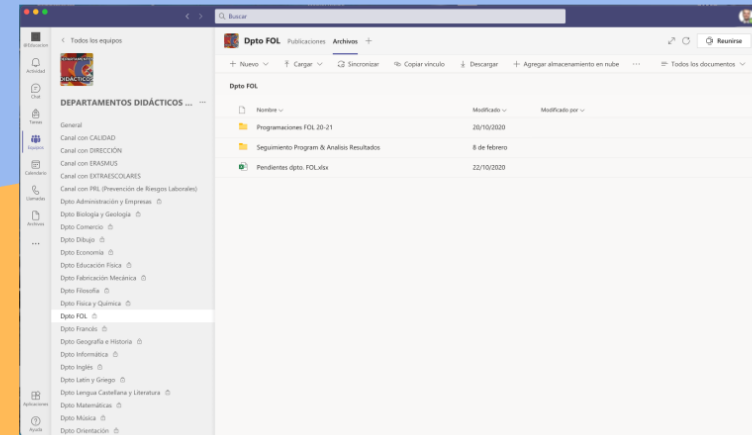 Buscar
@Educacion
Actividad
Chat
Tareas
Equipos
Calendario
Llamadas
Archivos
Aplicaciones
Ayuda
Todos los equipos
DIDÁCTICOS
DEPARTAMENTOS DIDÁCTICOS ...
General
Canal con CALIDAD
Canal con DIRECCIÓN
Canal con ERASMUS
Canal con EXTRAESCOLARES
Canal con PRL (Prevención de Riesgos Laborales)
Dpto Administración y Empresas
Dpto Biología y Geología
Dpto Comercio
Dpto Dibujo
Dpto Economía
Dpto Educación Física
Dpto Fabricación Mecánica
Dpto Filosofía
Dpto Física y Química
Dpto FOL
Dpto Francés
Dpto Geografía e Historia
Dpto Informática
Dpto Inglés
Dpto Latín y Griego
Dpto Lengua Castellana y Literatura
Dpto Matemáticas
Dpto Música
Dpto Orientación
Dpto FOL Publicaciones Archivos +
Reunirse
+ Nuevo Cargar Sincronizar Copiar vínculo Descargar + Agregar almacenamiento en nube ... Todos los documentos
Dpto FOL
Nombre Modificado Modificado por
Programaciones FOL 20-21 20/10/2020
Seguimiento Program & Analisis Resultados 8 de febrero
Pendientes dpto. FOL.xlsx 22/10/2020